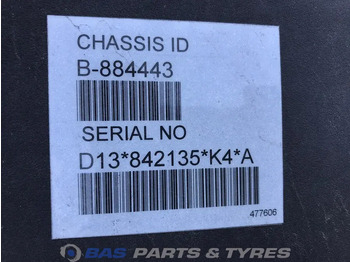 CHASSIS ID
B-884443
SERIAL NO
D13*842135*K4*A
477606
BAS PARTS & TYRES